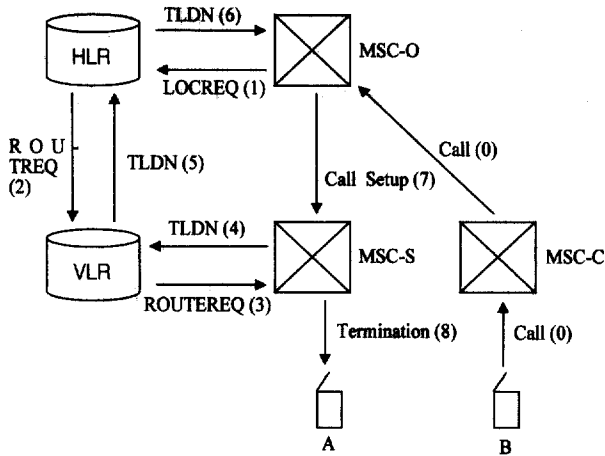 TLDN (6)
HLR
MSC-O
LOCREQ (1)
R O U
TREQ
(2)
TLDN (5)
Call (0)
Call Setup (7)
TLDN (4)
VLR
MSC-S
MSC-C
ROUTEREQ (3)
Termination (8)
Call (0)
A
B